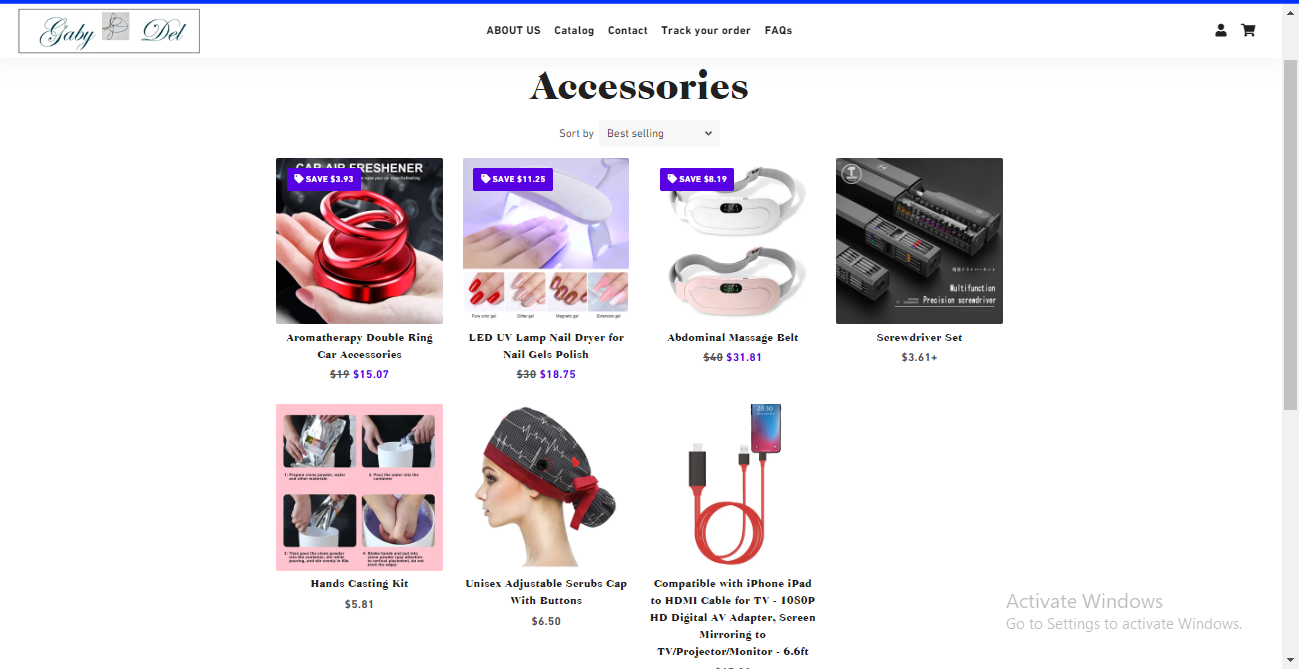 Gaby Del
ABOUT US Catalog Contact Track your order FAQs
Accessories
Sort by Best selling
CAR AIR FRESHENER
SAVE $3.93
SAVE $11.25
SAVE $8.19
Pure color gel Glitter gel Magnetic gel Extension gel
Multifunction
Precision screwdriver
Aromatherapy Double Ring
Car Accessories
$19 $15.07
LED UV Lamp Nail Dryer for
Nail Gels Polish
$30 $18.75
Abdominal Massage Belt
$40 $31.81
Screwdriver Set
$3.61+
1: Prepare clone powder, water
and other materials
2: Pour the water into the
container
3: Then pour the clone powder
into the container, stir while
pouring, and stir evenly in 60s
4: Shake hands and put into
clone powder (pay attention
to vertical placement, do not
stick the edge)
20:30
Hands Casting Kit
$5.81
Unisex Adjustable Scrubs Cap
With Buttons
$6.50
Compatible with iPhone iPad
to HDMI Cable for TV - 1080P
HD Digital AV Adapter, Screen
Mirroring to
TV/Projector/Monitor - 6.6ft
Activate Windows
Go to Settings to activate Windows.